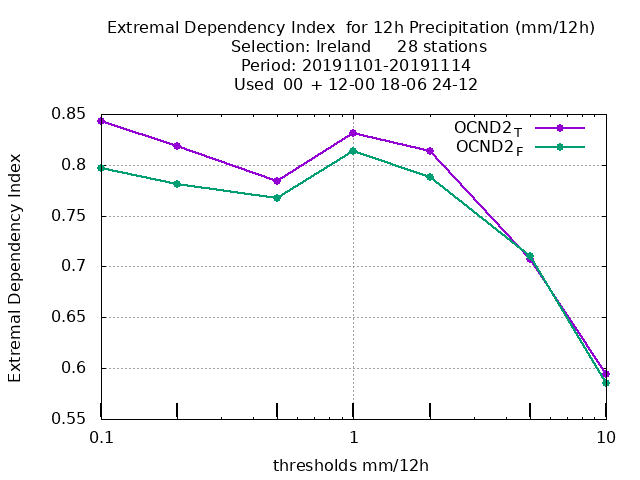 Extremal Dependency Index  for 12h Precipitation (mm/12h)
Selection: Ireland     28 stations
Period: 20191101-20191114
Used  00  + 12-00 18-06 24-12
OCND2_T
OCND2_F
0.85
0.8
0.75
0.7
0.65
0.6
0.55
Extremal Dependency Index
0.1 1 10
thresholds mm/12h